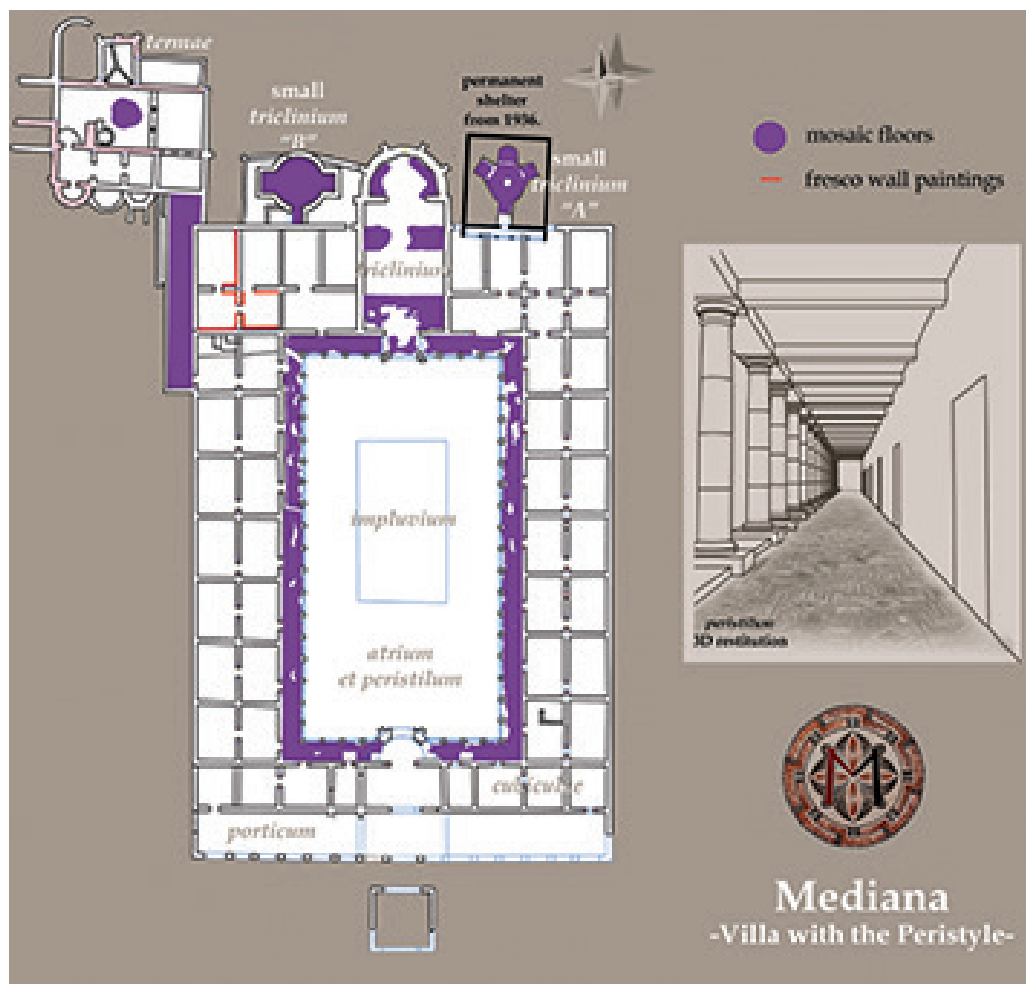 termae
small
triclinium
"B"
permanent
shelter
from 1936.
small
triclinium
"A"
mosaic floors
fresco wall paintings
triclinium
impluvium
atrium
et peristilum
peristilum
3D restitution
cubiculae
porticum
M
Mediana
-Villa with the Peristyle-